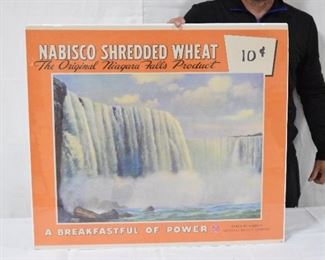 NABISCO SHREDDED WHEAT
10¢
The Original Niagara Falls Product
A BREAKFASTFUL OF POWER